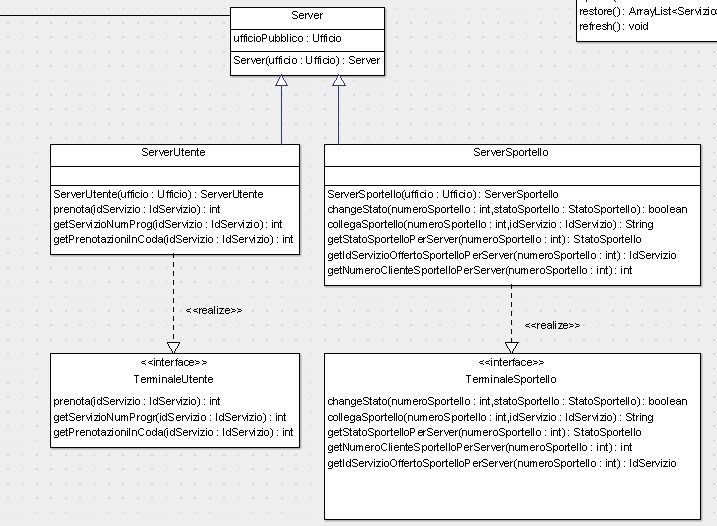 Server
ufficioPubblico : Ufficio
Server(ufficio : Ufficio) : Server
restore() : ArrayList<Servizio>
refresh() : void
ServerUtente
ServerUtente(ufficio : Ufficio) : ServerUtente
prenota(idServizio : IdServizio) : int
getServizioNumProg(idServizio : IdServizio) : int
getPrenotazioniInCoda(idServizio : IdServizio) : int
ServerSportello
ServerSportello(ufficio : Ufficio) : ServerSportello
changeStato(numeroSportello : int,statoSportello : StatoSportello) : boolean
collegaSportello(numeroSportello : int,idServizio : IdServizio) : String
getStatoSportelloPerServer(numeroSportello : int) : StatoSportello
getIdServizioOffertoSportelloPerServer(numeroSportello : int) : IdServizio
getNumeroClienteSportelloPerServer(numeroSportello : int) : int
<<realize>>
<<realize>>
<<interface>>
TerminaleUtente
prenota(idServizio : IdServizio) : int
getServizioNumProgr(idServizio : IdServizio) : int
getPrenotazioniInCoda(idServizio : IdServizio) : int
<<interface>>
TerminaleSportello
changeStato(numeroSportello : int,statoSportello : StatoSportello) : boolean
collegaSportello(numeroSportello : int,idServizio : IdServizio) : String
getStatoSportelloPerServer(numeroSportello : int) : StatoSportello
getNumeroClienteSportelloPerServer(numeroSportello : int) : int
getIdServizioOffertoSportelloPerServer(numeroSportello : int) : IdServizio